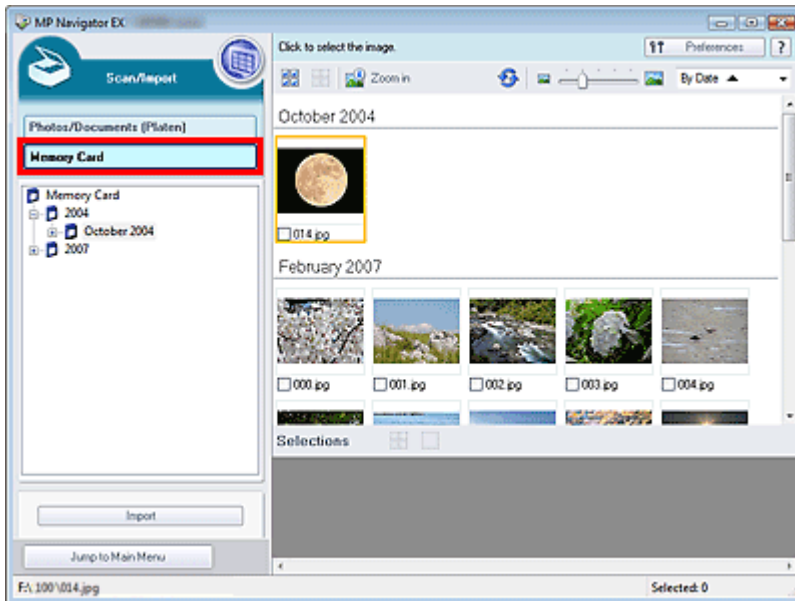 MP Navigator EX
Scan/Import
Click to select the image.
Preferences
?
Zoom in
By Date
Photos/Documents (Platen)
Memory Card
Memory Card
2004
October 2004
2007
October 2004
014.jpg
February 2007
000.jpg
001.jpg
002.jpg
003.jpg
004.jpg
Selections
Import
Jump to Main Menu
F:\ 100 \014.jpg
Selected: 0